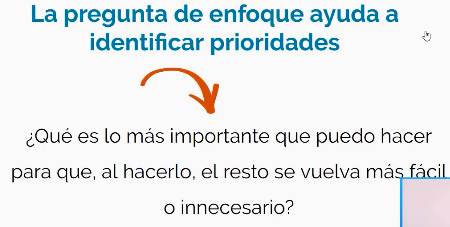 La pregunta de enfoque ayuda a
identificar prioridades
¿Qué es lo más importante que puedo hacer
para que, al hacerlo, el resto se vuelva más fácil
o innecesario?